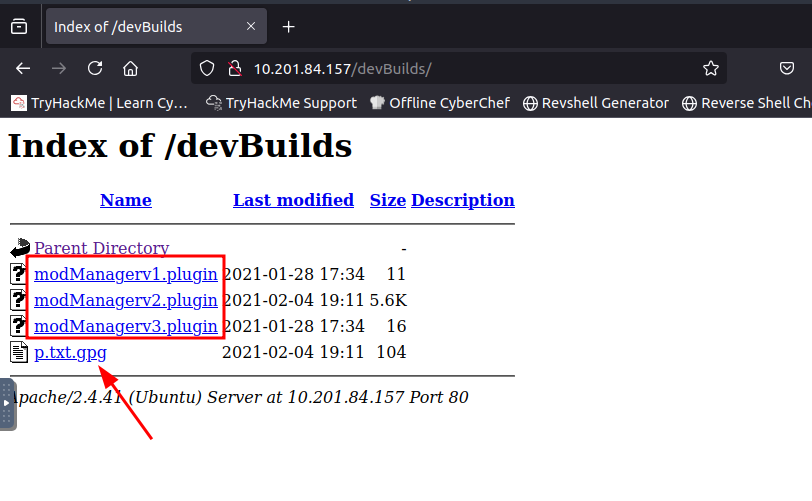 Index of /devBuilds
10.201.84.157/devBuilds/
TryHackMe | Learn Cy… TryHackMe Support Offline CyberChef Revshell Generator Reverse Shell Ch
Index of /devBuilds
Name Last modified Size Description
Parent Directory -
modManagerv1.plugin 2021-01-28 17:34 11
modManagerv2.plugin 2021-02-04 19:11 5.6K
modManagerv3.plugin 2021-01-28 17:34 16
p.txt.gpg 2021-02-04 19:11 104
Apache/2.4.41 (Ubuntu) Server at 10.201.84.157 Port 80